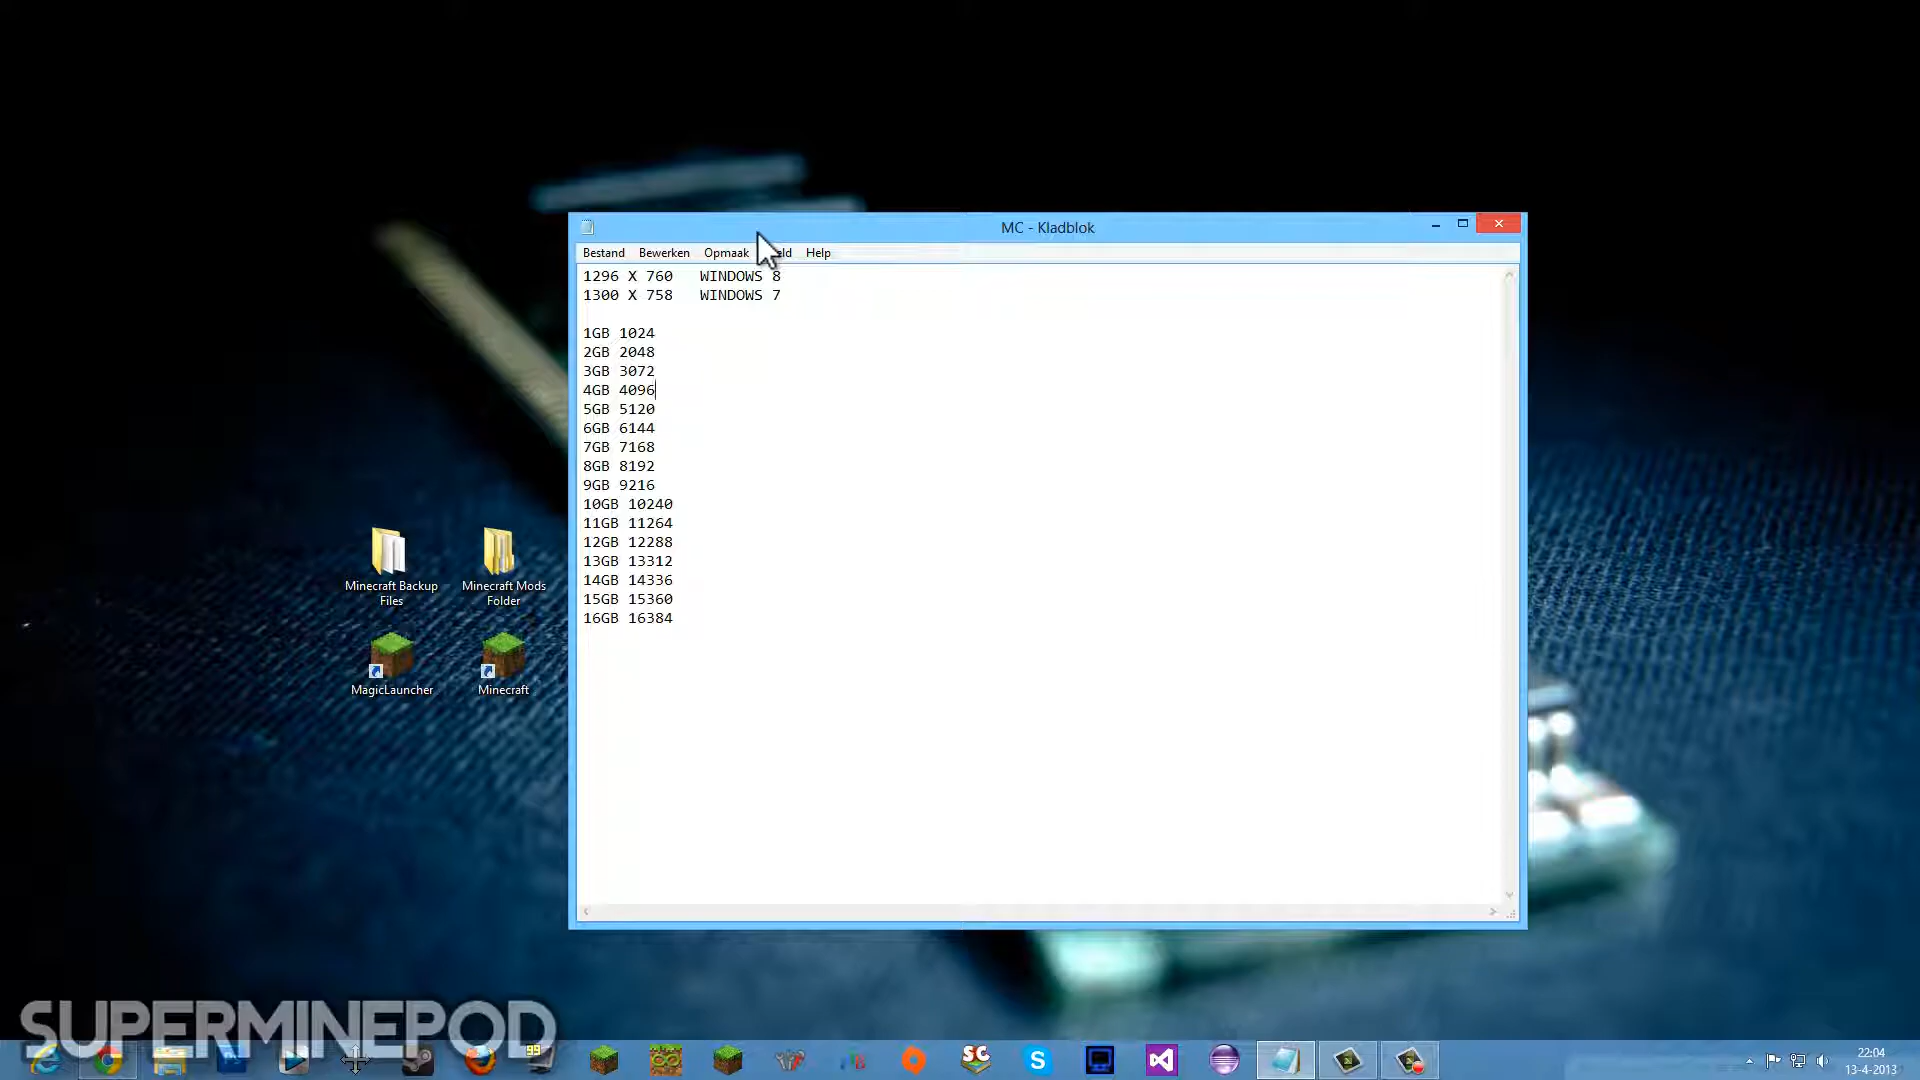 MC - Kladblok
Bestand Bewerken Opmaak Help
1296 X 760 WINDOWS 8
1300 X 758 WINDOWS 7
1GB 1024
2GB 2048
3GB 3072
4GB 4096
5GB 5120
6GB 6144
7GB 7168
8GB 8192
9GB 9216
10GB 10240
11GB 11264
12GB 12288
13GB 13312
14GB 14336
15GB 15360
16GB 16384
Minecraft Backup
Files
Minecraft Mods
Folder
MagicLauncher
Minecraft
SUPERMINEPOD
99
SC
22:04
13-4-2013